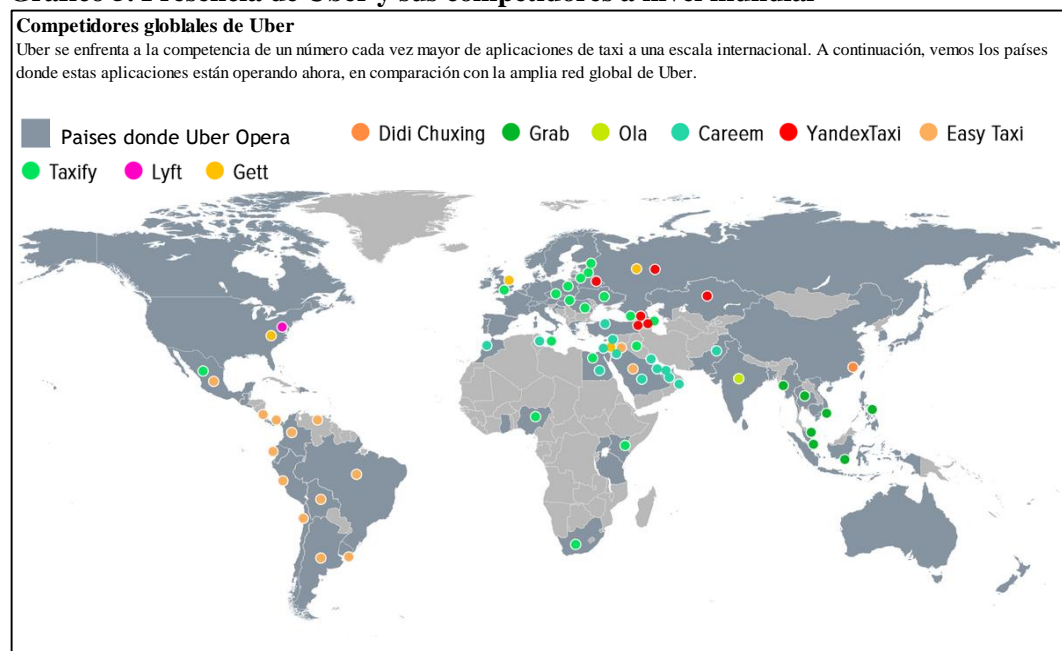 Competidores globlales de Uber
Uber se enfrenta a la competencia de un número cada vez mayor de aplicaciones de taxi a una escala internacional. A continuación, vemos los países
donde estas aplicaciones están operando ahora, en comparación con la amplia red global de Uber.
Paises donde Uber Opera
Didi Chuxing Grab Ola Careem YandexTaxi Easy Taxi
Taxify Lyft Gett